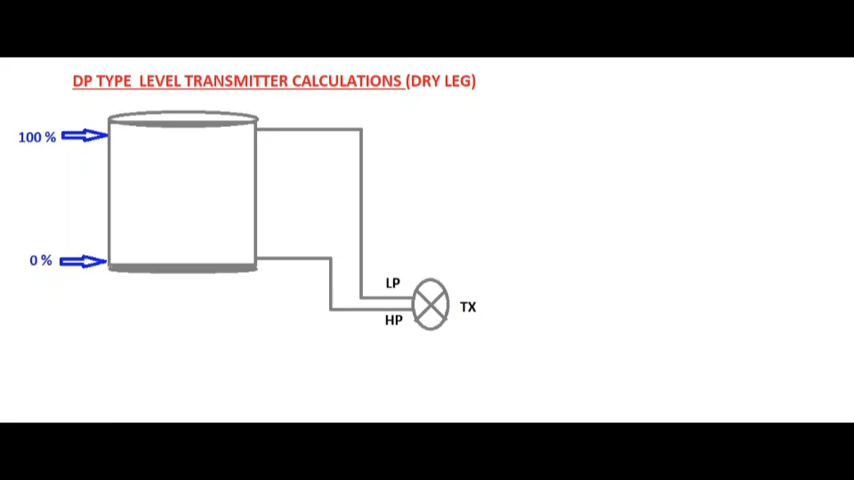 DP TYPE LEVEL TRANSMITTER CALCULATIONS (DRY LEG)
100 %
0 %
LP
TX
HP